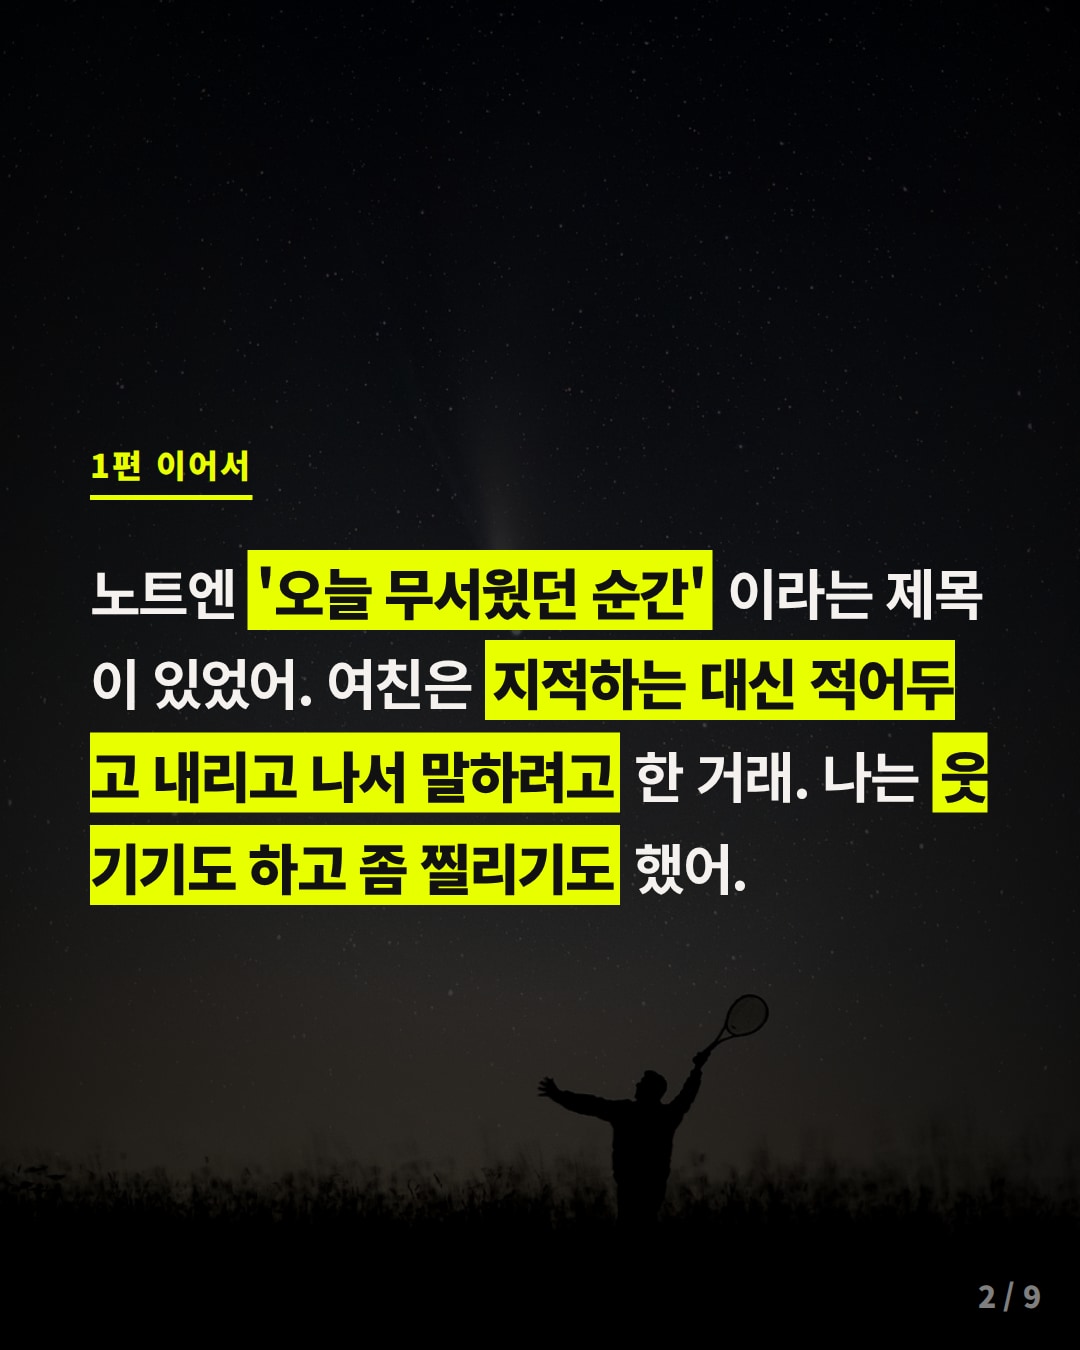 1편 이어서
노트엔 '오늘 무서웠던 순간' 이라는 제목
이 있었어. 여친은 지적하는 대신 적어두
고 내리고 나서 말하려고 한 거래. 나는 웃
기기도 하고 좀 찔리기도 했어.
2 / 9